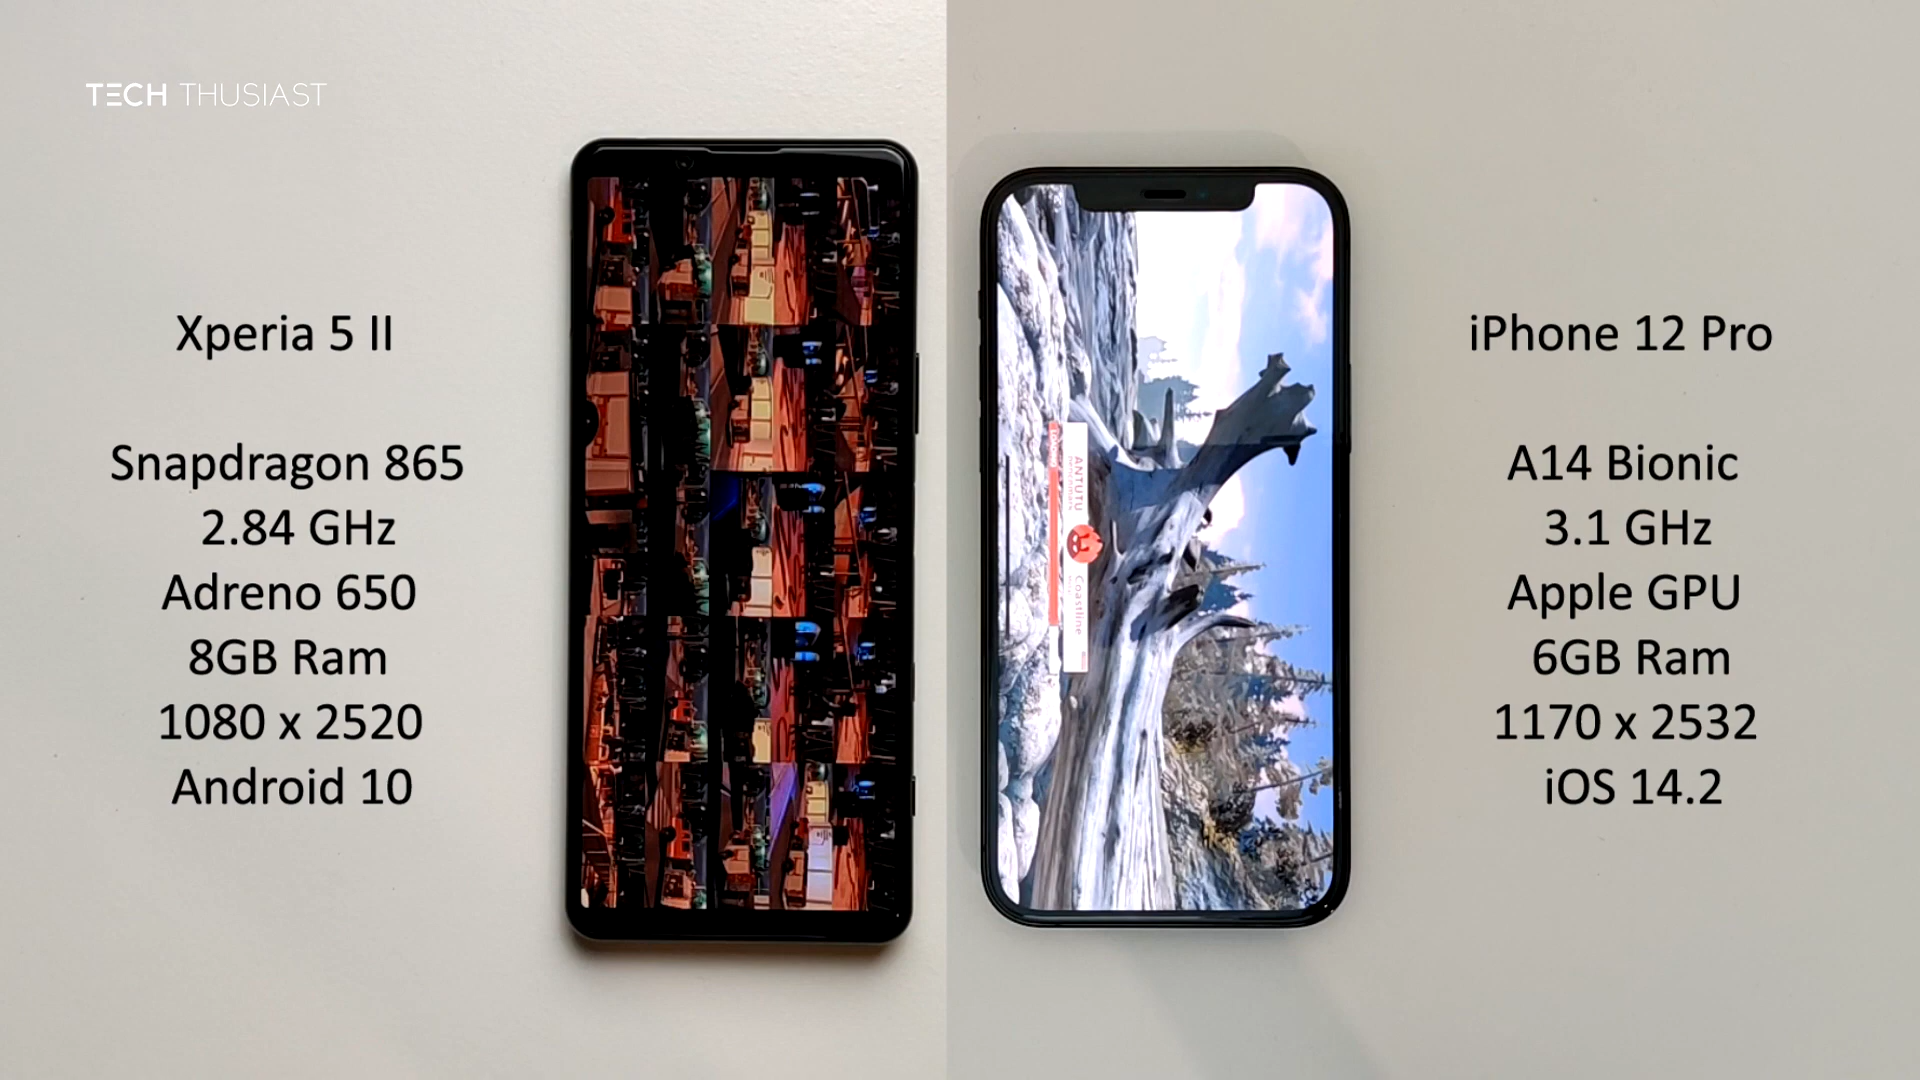 TECH THUSIAST
Xperia 5 II
Snapdragon 865
2.84 GHz
Adreno 650
8GB Ram
1080 x 2520
Android 10
ANTUTU
Coastline
iPhone 12 Pro
A14 Bionic
3.1 GHz
Apple GPU
6GB Ram
1170 x 2532
iOS 14.2